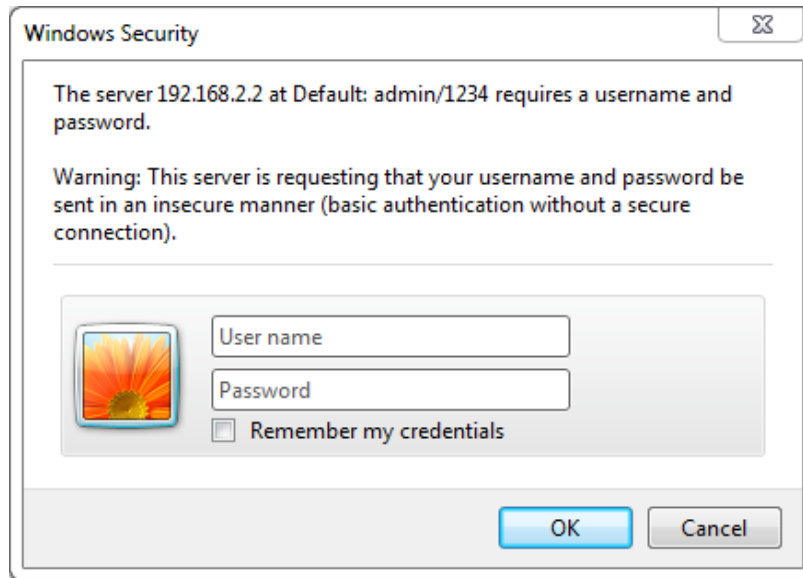 Windows Security
The server 192.168.2.2 at Default: admin/1234 requires a username and
password.
Warning: This server is requesting that your username and password be
sent in an insecure manner (basic authentication without a secure
connection).
User name
Password
Remember my credentials
OK
Cancel